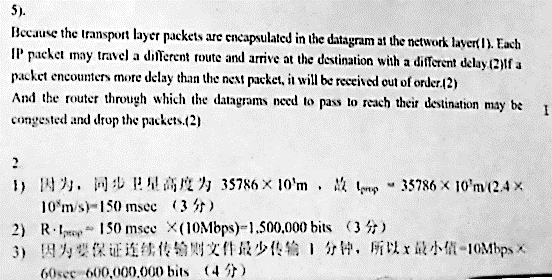 5).
Because the transport layer packets are encapsulated in the datagram at the network layer(1). Each
IP packet may travel a different route and arrive at the destination with a different delay.(2)If a
packet encounters more delay than the next packet, it will be received out of order.(2)
And the router through which the datagrams need to pass to reach their destination may be
congested and drop the packets.(2)
2
1) 因为，同步卫星高度为 35786×10³m ，故 t_prop = 35786×10³m/(2.4×
10⁸m/s)=150 msec （3 分）
2) R·t_prop = 150 msec ×(10Mbps)=1,500,000 bits （3 分）
3) 因为要保证连续传输则文件最少传输 1 分钟，所以 x 最小值=10Mbps×
60sec=600,000,000 bits （4 分）